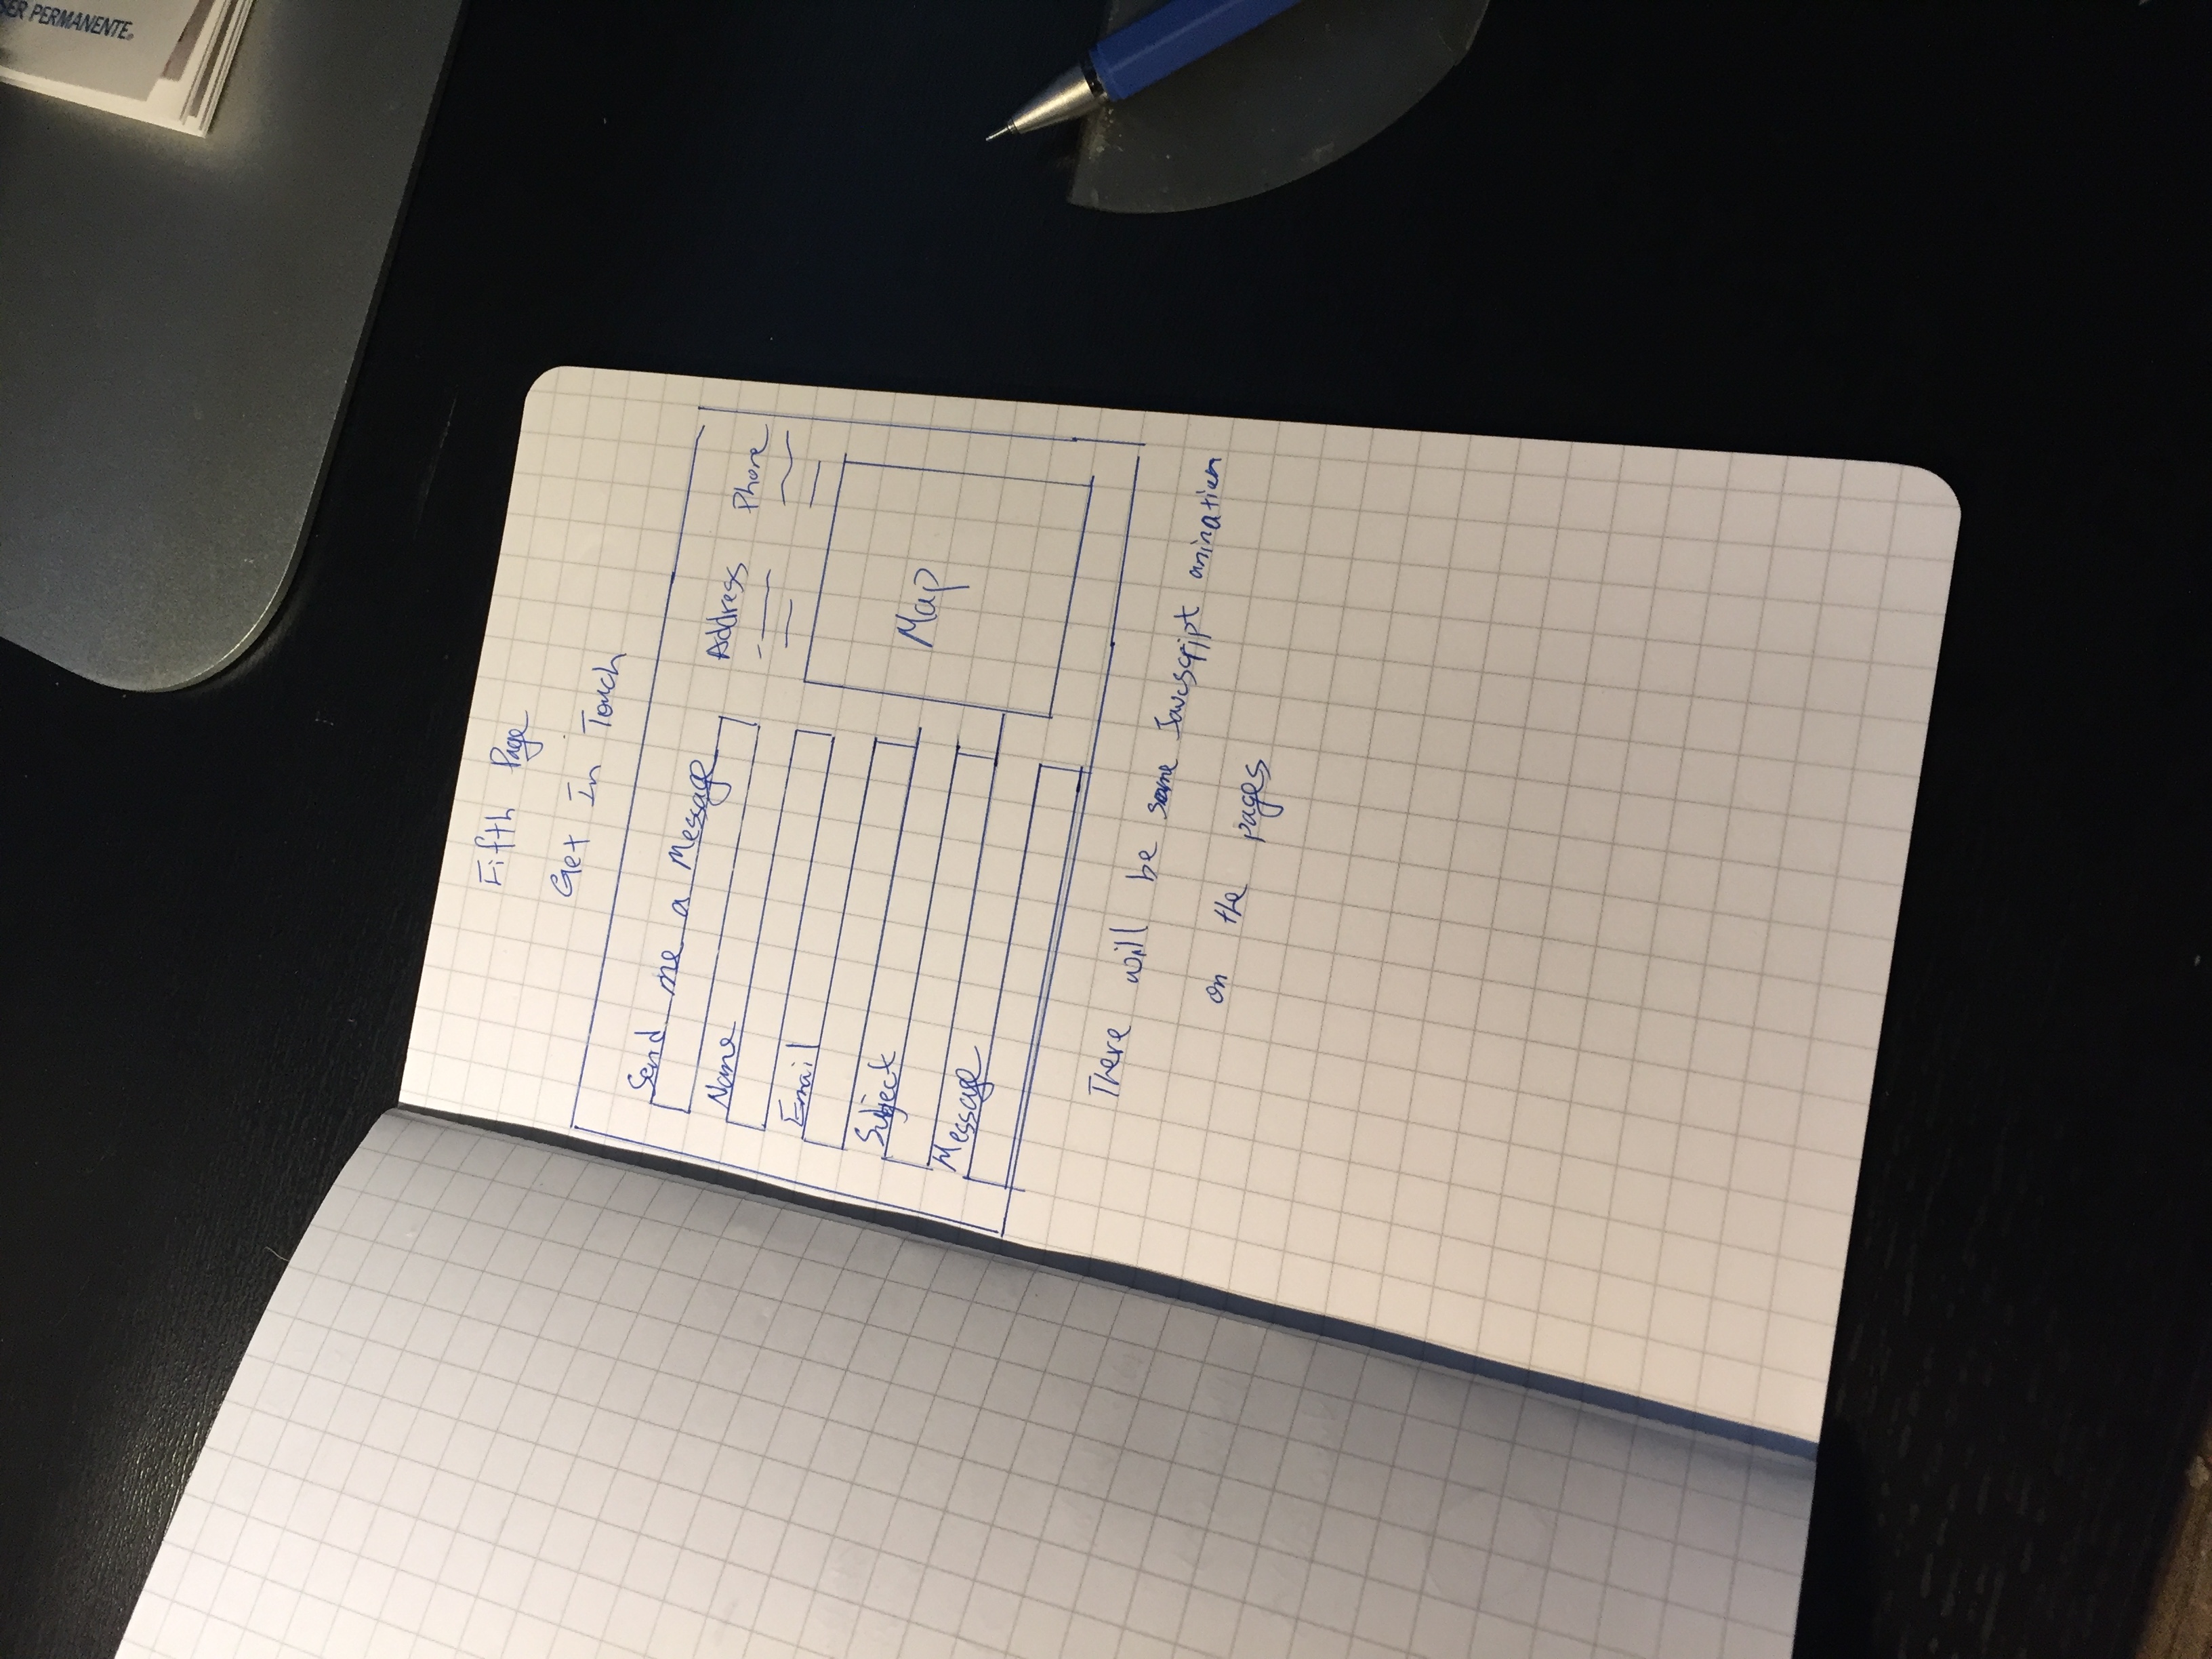 Fifth Page
Get In Touch
Send me a Message
Name
Email
Subject
Message
Address
Phone
Map
There will be some Javascript animation
on the pages
PERMANENTE.